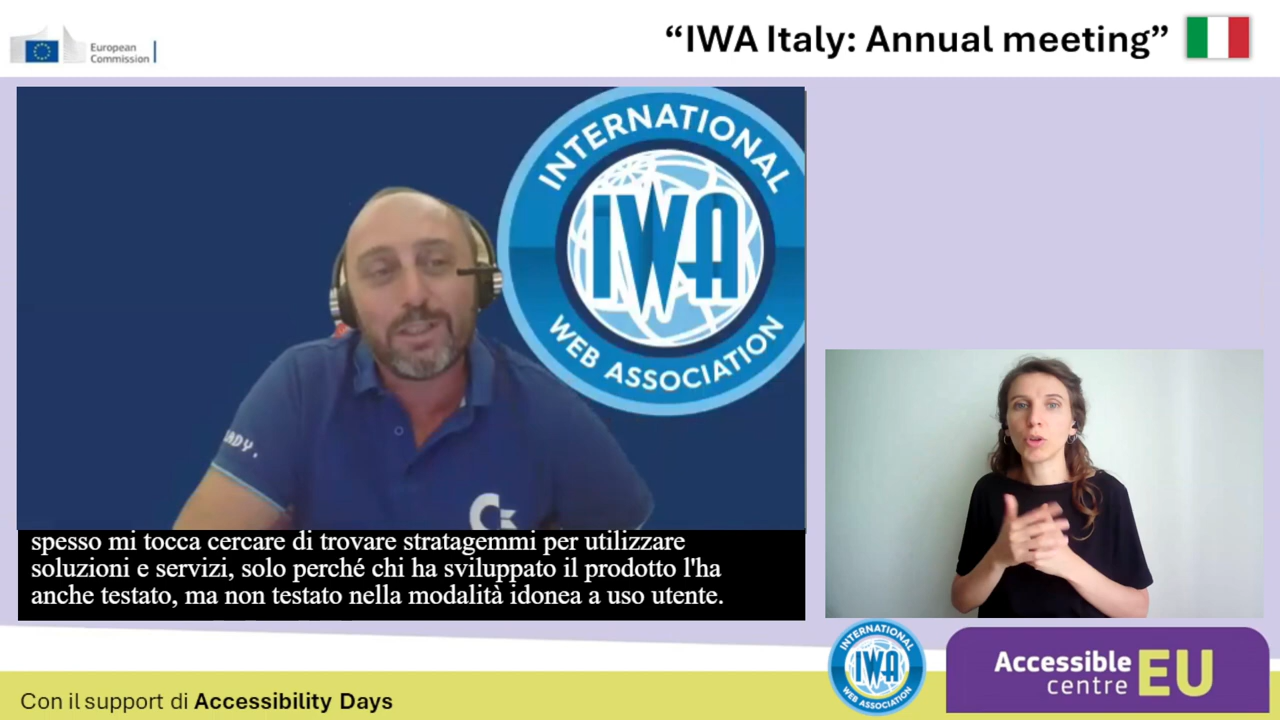 European
Commission
“IWA Italy: Annual meeting”
INTERNATIONAL
IWA
WEB ASSOCIATION
spesso mi tocca cercare di trovare stratagemmi per utilizzare
soluzioni e servizi, solo perché chi ha sviluppato il prodotto l'ha
anche testato, ma non testato nella modalità idonea a uso utente.
INTERNATIONAL
IWA
WEB ASSOCIATION
Accessible
centre
EU
Con il support di Accessibility Days